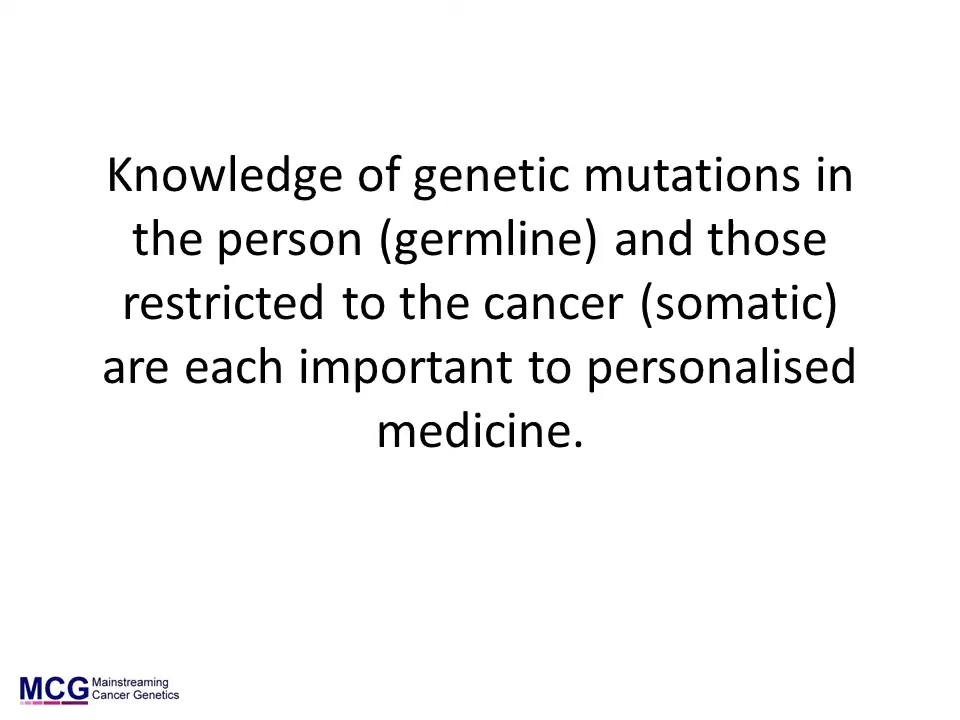 Knowledge of genetic mutations in
the person (germline) and those
restricted to the cancer (somatic)
are each important to personalised
medicine.
MCG Mainstreaming
Cancer Genetics